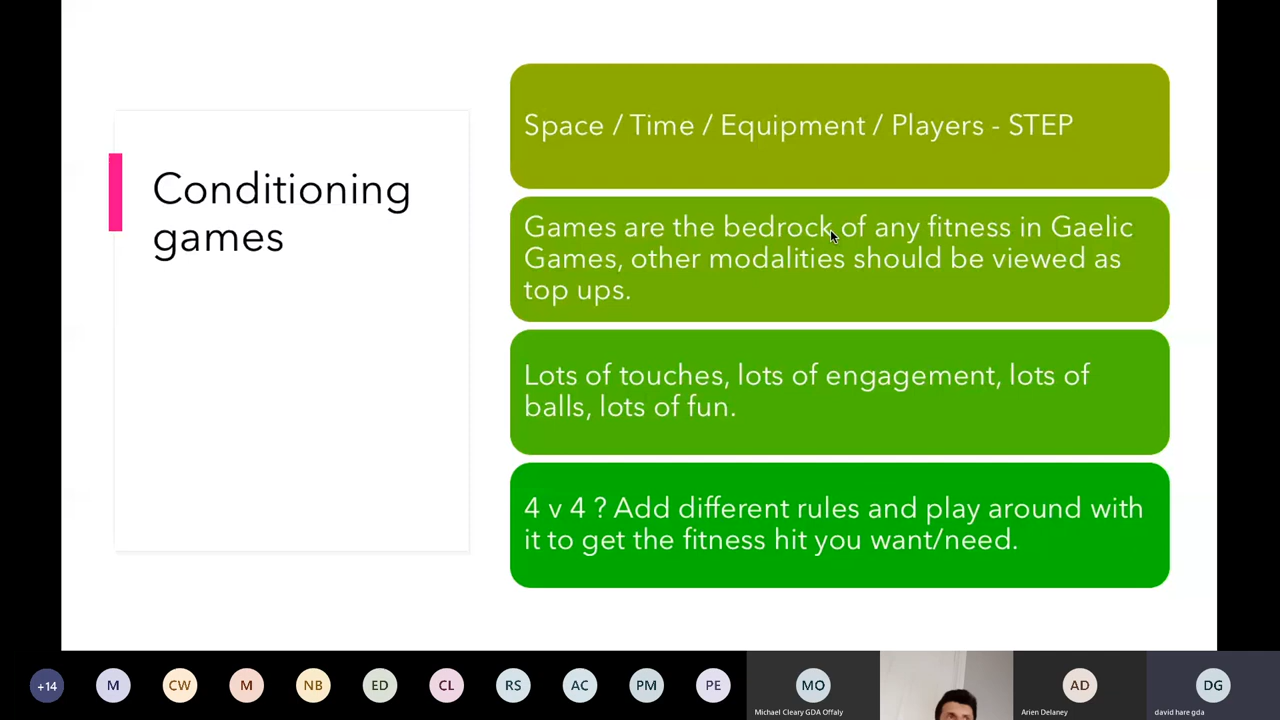 Conditioning
games
Space / Time / Equipment / Players - STEP
Games are the bedrock of any fitness in Gaelic
Games, other modalities should be viewed as
top ups.
Lots of touches, lots of engagement, lots of
balls, lots of fun.
4 v 4 ? Add different rules and play around with
it to get the fitness hit you want/need.
+14
M
CW
M
NB
ED
CL
RS
AC
PM
PE
MO
AD
DG
Michael Cleary GDA Offaly
Arien Delaney
david hare gda